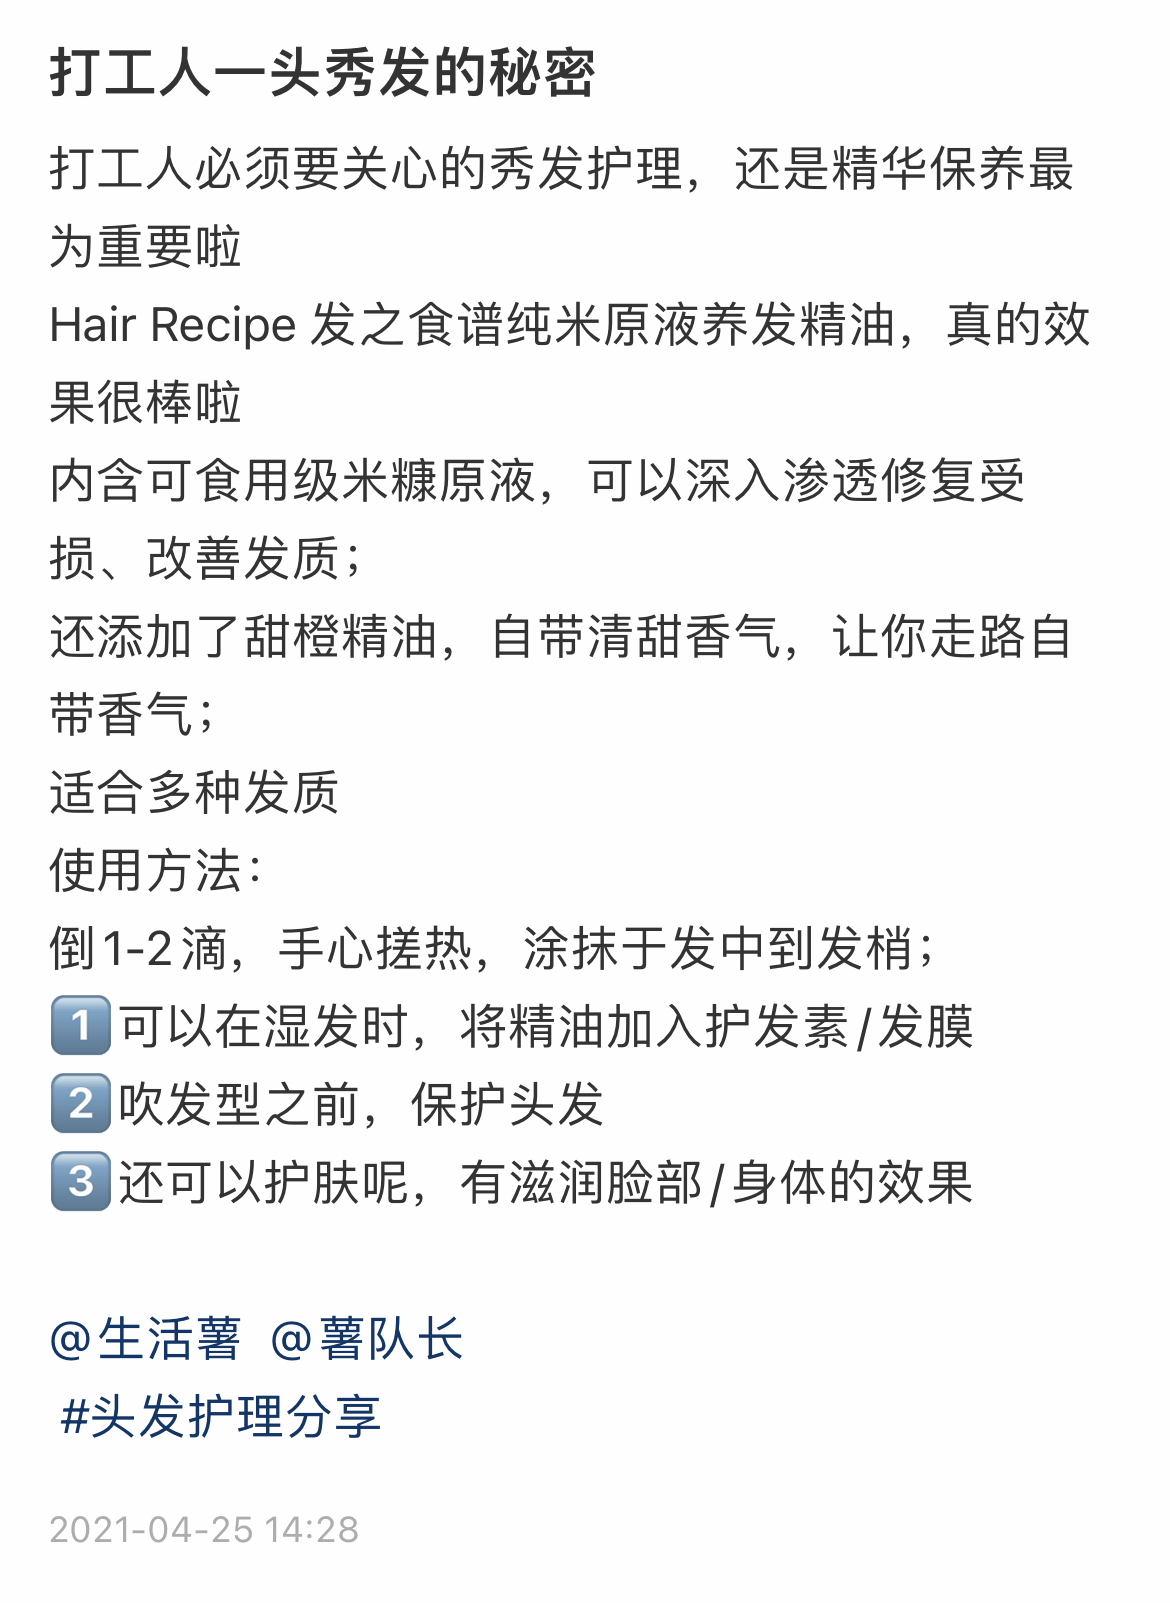 打工人一头秀发的秘密
打工人必须要关心的秀发护理，还是精华保养最
为重要啦
Hair Recipe 发之食谱纯米原液养发精油，真的效
果很棒啦
内含可食用级米糠原液，可以深入渗透修复受
损、改善发质；
还添加了甜橙精油，自带清甜香气，让你走路自
带香气；
适合多种发质
使用方法：
倒1-2滴，手心搓热，涂抹于发中到发梢；
1️⃣可以在湿发时，将精油加入护发素/发膜
2️⃣吹发型之前，保护头发
3️⃣还可以护肤呢，有滋润脸部/身体的效果
@生活薯 @薯队长
#头发护理分享
2021-04-25 14:28